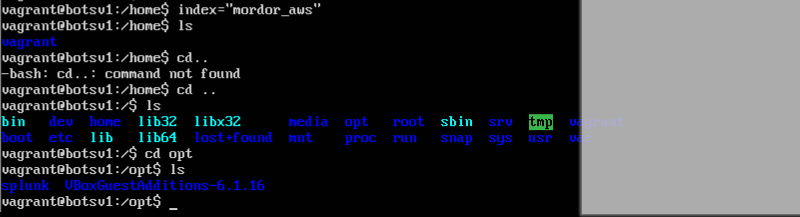 vagrant@botsv1:/home$ index="mordor_aws"
vagrant@botsv1:/home$ ls
vagrant
vagrant@botsv1:/home$ cd..
-bash: cd..: command not found
vagrant@botsv1:/home$ cd ..
vagrant@botsv1:/$ ls
bin dev home lib32 libx32 media opt root sbin srv tmp vagrant
boot etc lib lib64 lost+found mnt proc run snap sys usr var
vagrant@botsv1:/$ cd opt
vagrant@botsv1:/opt$ ls
splunk VBoxGuestAdditions-6.1.16
vagrant@botsv1:/opt$ _